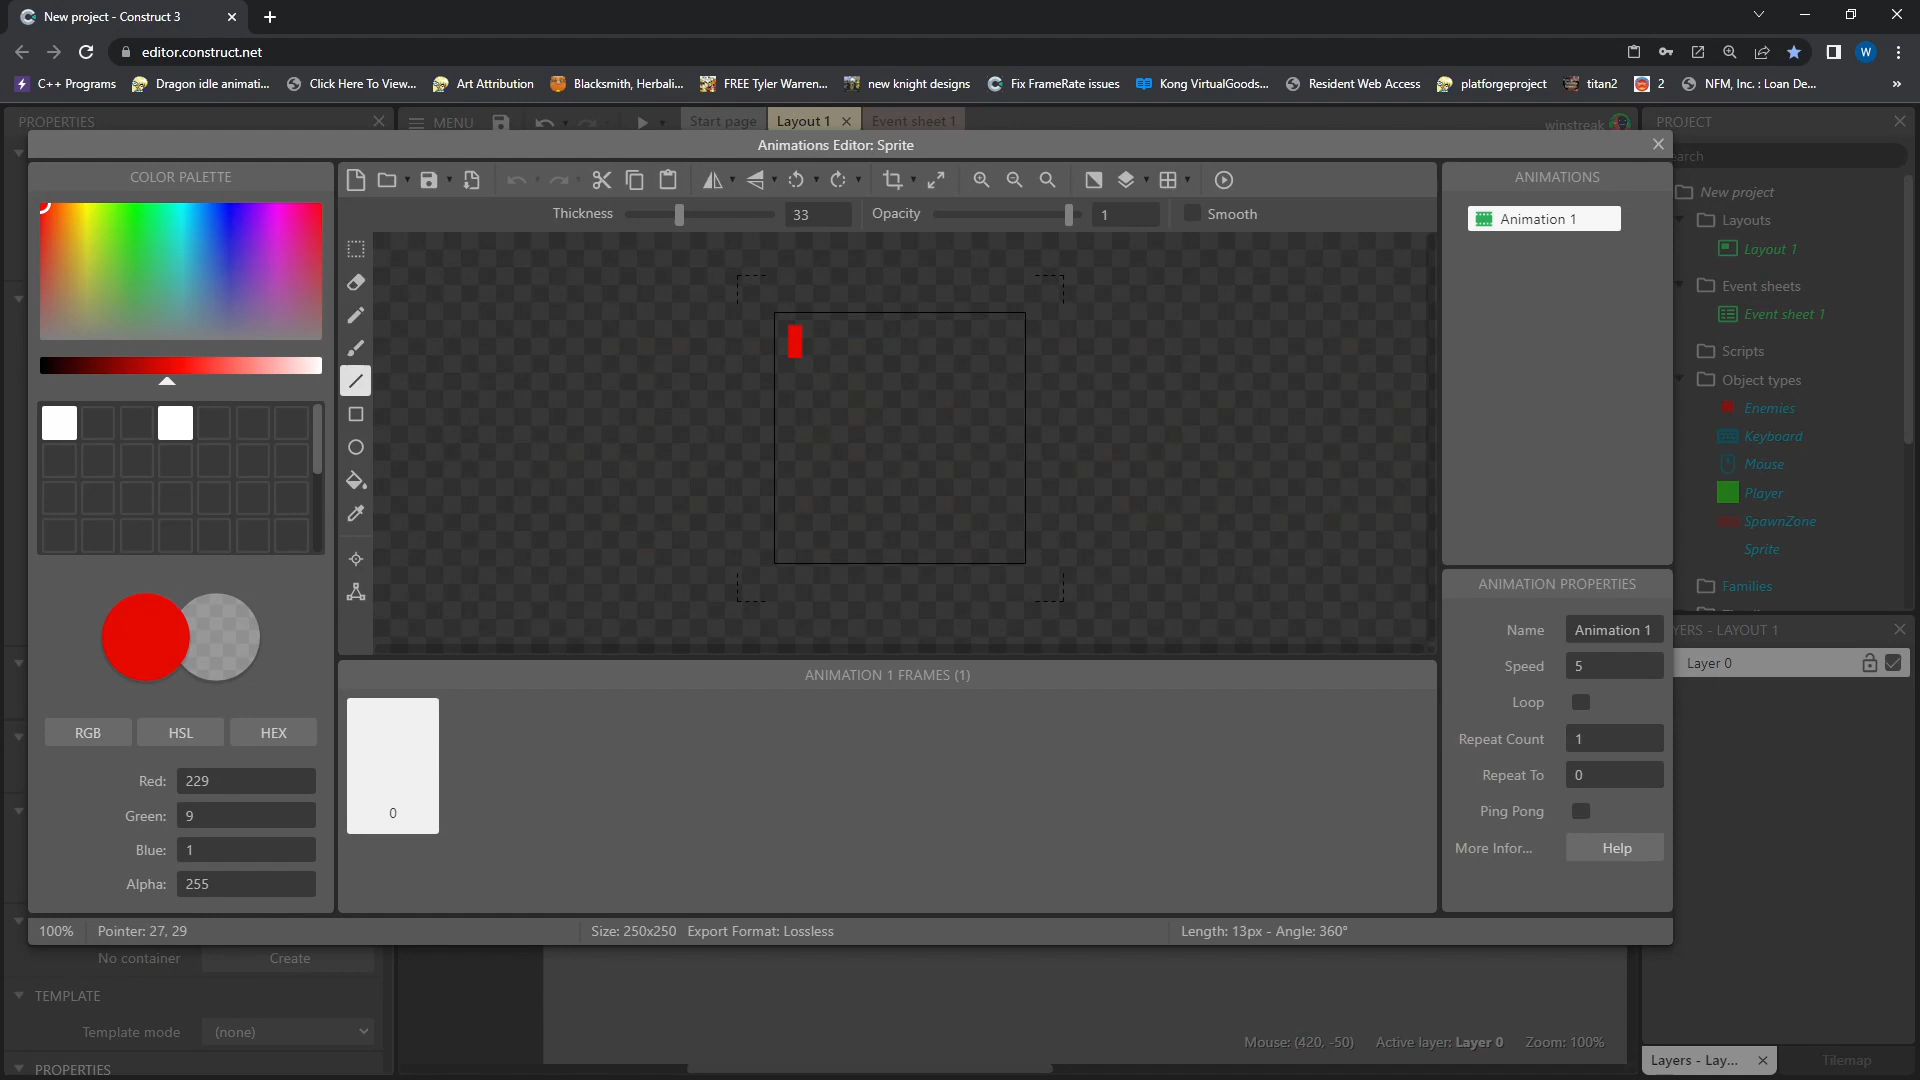 New project - Construct 3
editor.construct.net
W
C++ Programs
Dragon idle animati...
Click Here To View...
Art Attribution
Blacksmith, Herbali...
FREE Tyler Warren...
new knight designs
Fix FrameRate issues
Kong VirtualGoods...
Resident Web Access
platforgeproject
titan2
2
NFM, Inc. : Loan De...
»
PROPERTIES
MENU
Start page
Layout 1
Event sheet 1
winstreak
PROJECT
Animations Editor: Sprite
earch
COLOR PALETTE
ANIMATIONS
New project
Thickness
33
Opacity
1
Smooth
Animation 1
Layouts
Layout 1
Event sheets
Event sheet 1
Scripts
Object types
Enemies
Keyboard
Mouse
Player
SpawnZone
Sprite
Families
ANIMATION PROPERTIES
YERS - LAYOUT 1
Name
Animation 1
Layer 0
Speed
5
ANIMATION 1 FRAMES (1)
Loop
RGB
HSL
HEX
Repeat Count
1
Repeat To
0
Red:
229
Green:
9
0
Ping Pong
Blue:
1
More Infor...
Help
Alpha:
255
100%
Pointer: 27, 29
Size: 250x250
Export Format: Lossless
Length: 13px - Angle: 360°
No container
Create
TEMPLATE
Template mode
(none)
Mouse: (420, -50)
Active layer: Layer 0
Zoom: 100%
PROPERTIES
Layers - Lay...
Tilemap